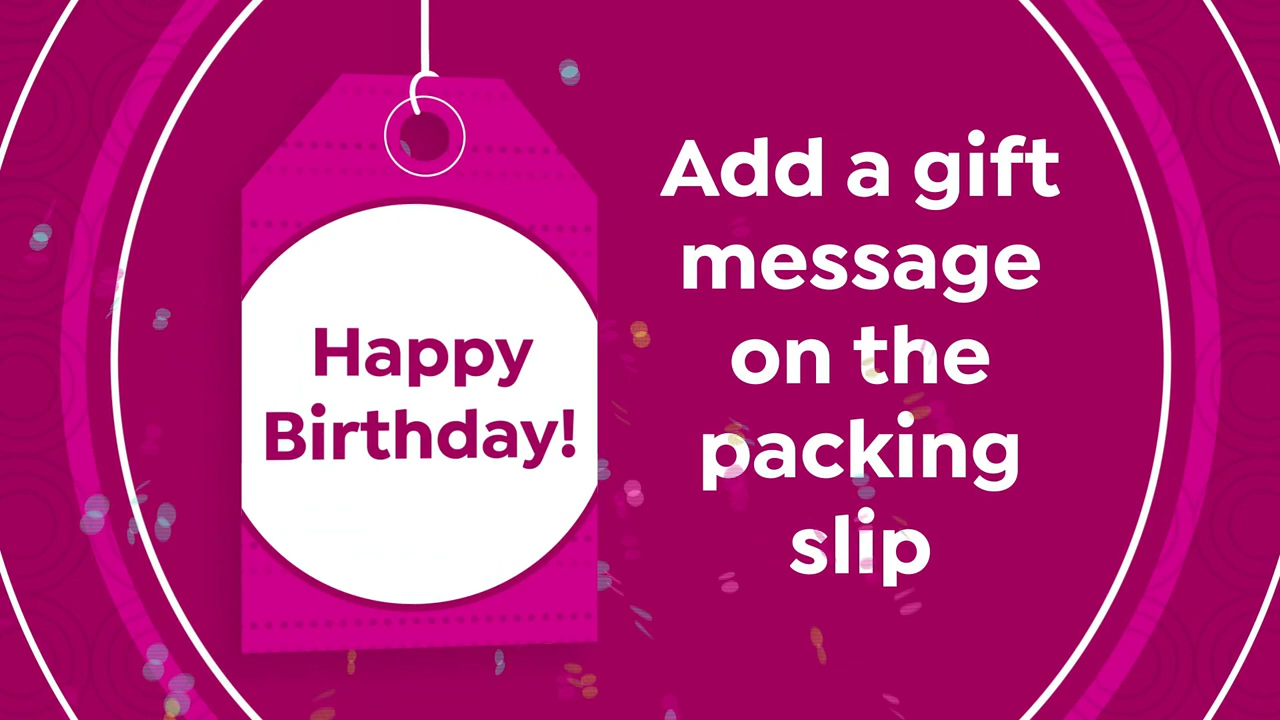 Happy
Birthday!
Add a gift
message
on the
packing
slip